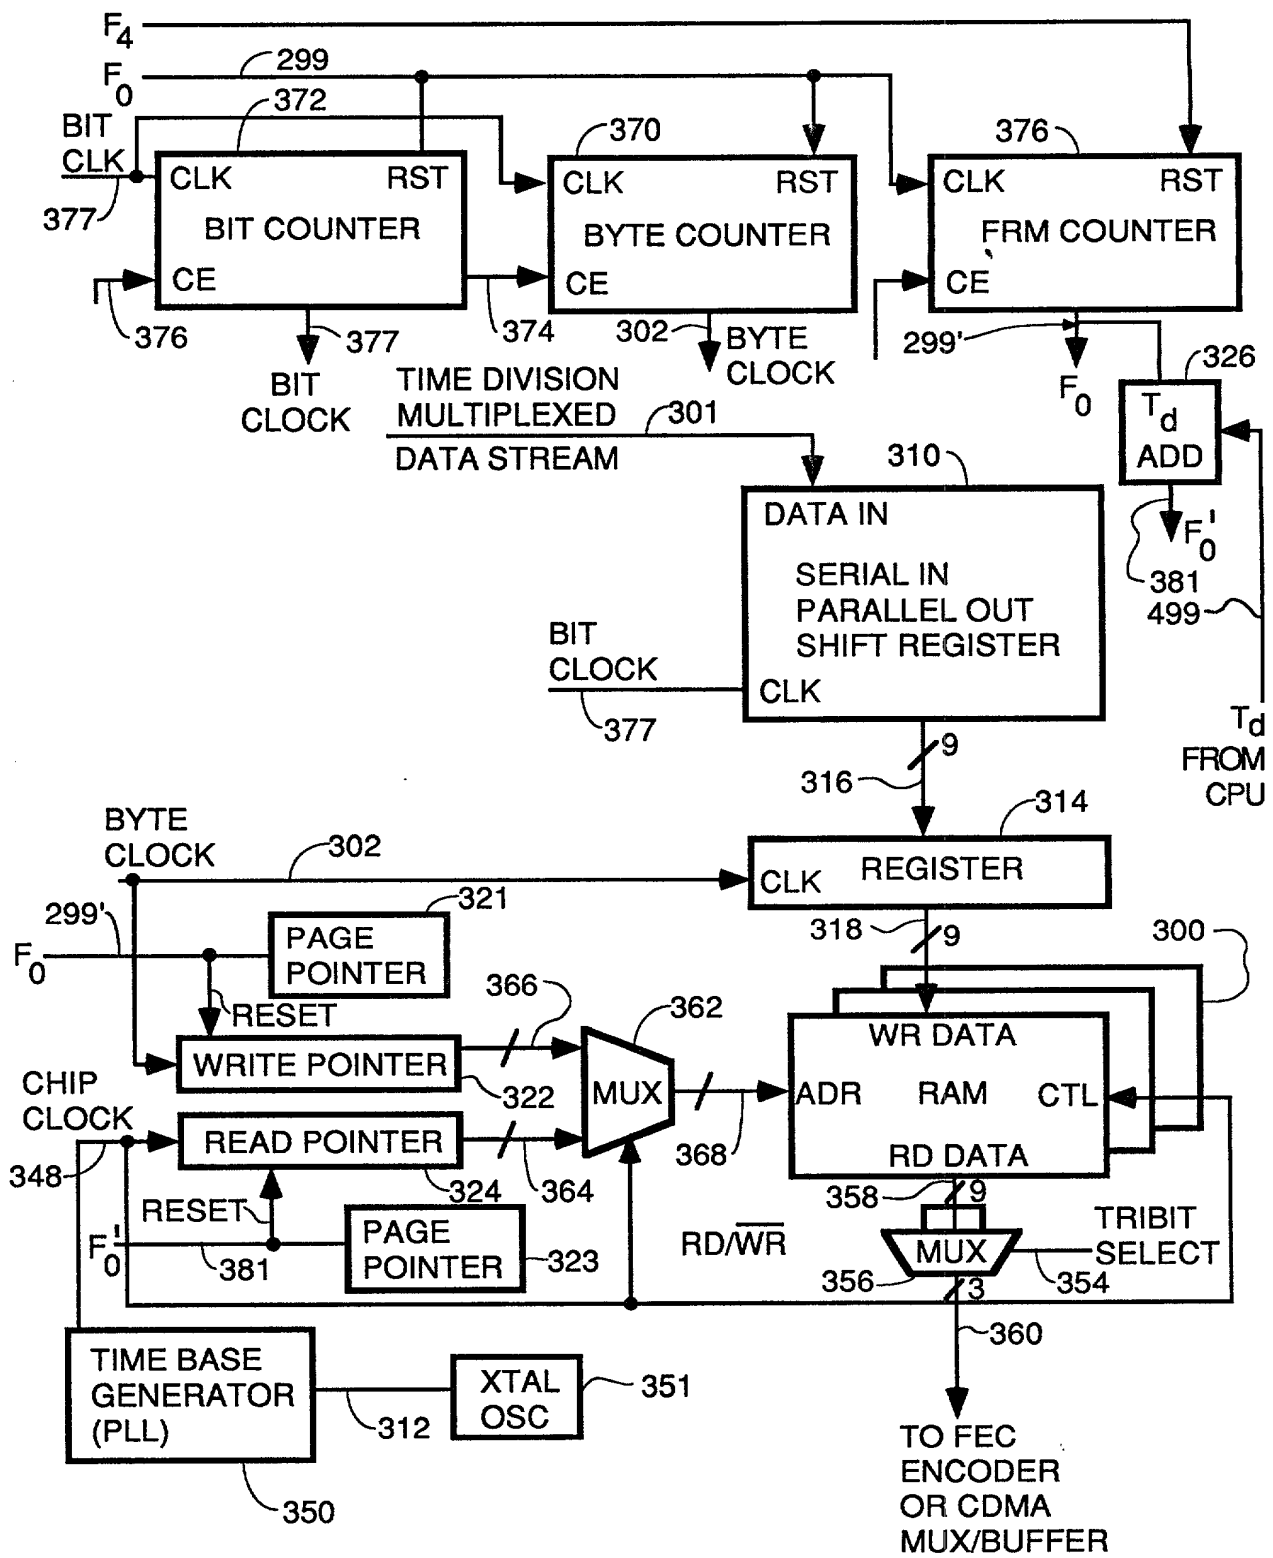 F4
F0
299
372
BIT
CLK
370
376
377
CLK
RST
CLK
RST
CLK
RST
BIT COUNTER
BYTE COUNTER
FRM COUNTER
CE
CE
CE
376
377
374
302
BYTE
CLOCK
299'
F0
326
BIT
CLOCK
TIME DIVISION
MULTIPLEXED
DATA STREAM
301
Td
ADD
310
DATA IN
F0'
381
499
SERIAL IN
PARALLEL OUT
SHIFT REGISTER
BIT
CLOCK
CLK
377
Td
FROM
CPU
9
316
314
BYTE
CLOCK
302
REGISTER
CLK
321
299'
F0
PAGE
POINTER
318
9
300
RESET
366
362
WRITE POINTER
322
WR DATA
CHIP
CLOCK
MUX
ADR
RAM
CTL
READ POINTER
RD DATA
348
324
364
368
358
9
RESET
F0'
381
PAGE
POINTER
323
RD/W̅R̅
MUX
TRIBIT
SELECT
356
354
3
360
TIME BASE
GENERATOR
(PLL)
312
XTAL
OSC
351
350
TO FEC
ENCODER
OR CDMA
MUX/BUFFER